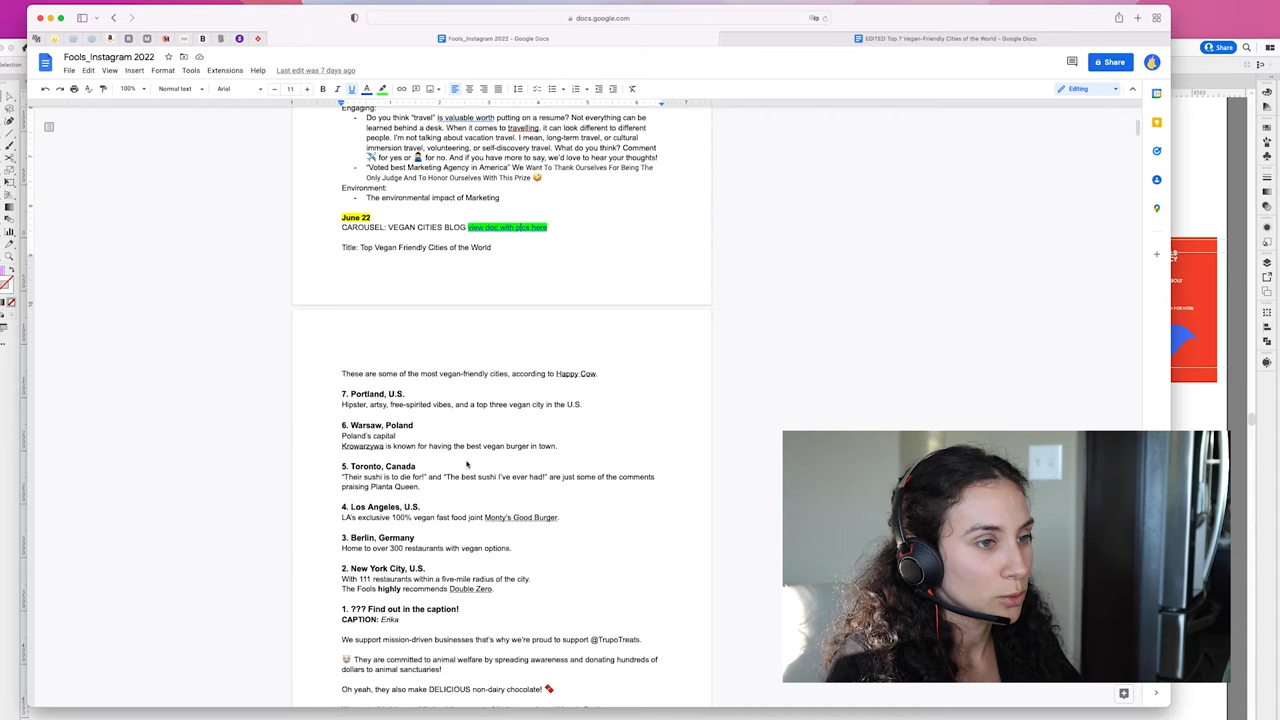 docs.google.com
Fools_Instagram 2022 - Google Docs
EDITED Top 7 Vegan-Friendly Cities of the World - Google Docs
Fools_Instagram 2022
File Edit View Insert Format Tools Extensions Help Last edit was 7 days ago
Share
Share
100% Normal text Arial 11 Editing
Engaging:
- Do you think "travel" is valuable worth putting on a resume? Not everything can be
learned behind a desk. When it comes to travelling, it can look different to different
people. I'm not talking about vacation travel. I mean, long-term travel, or cultural
immersion travel, volunteering, or self-discovery travel. What do you think? Comment
✈️ for yes or 🙅🏻‍♂️ for no. And if you have more to say, we'd love to hear your thoughts!
- "Voted best Marketing Agency in America" We Want To Thank Ourselves For Being The
Only Judge And To Honor Ourselves With This Prize 🤪
Environment:
- The environmental impact of Marketing
June 22
CAROUSEL: VEGAN CITIES BLOG view doc with pics here
Title: Top Vegan Friendly Cities of the World
These are some of the most vegan-friendly cities, according to Happy Cow.
7. Portland, U.S.
Hipster, artsy, free-spirited vibes, and a top three vegan city in the U.S.
6. Warsaw, Poland
Poland's capital
Krowarzywa is known for having the best vegan burger in town.
5. Toronto, Canada
"Their sushi is to die for!" and "The best sushi I've ever had!" are just some of the comments
praising Planta Queen.
4. Los Angeles, U.S.
LA's exclusive 100% vegan fast food joint Monty's Good Burger.
3. Berlin, Germany
Home to over 300 restaurants with vegan options.
2. New York City, U.S.
With 111 restaurants within a five-mile radius of the city.
The Fools highly recommends Double Zero.
1. ??? Find out in the caption!
CAPTION: Erika
We support mission-driven businesses that's why we're proud to support @TrupoTreats.
🐮 They are committed to animal welfare by spreading awareness and donating hundreds of
dollars to animal sanctuaries!
Oh yeah, they also make DELICIOUS non-dairy chocolate! 🍫